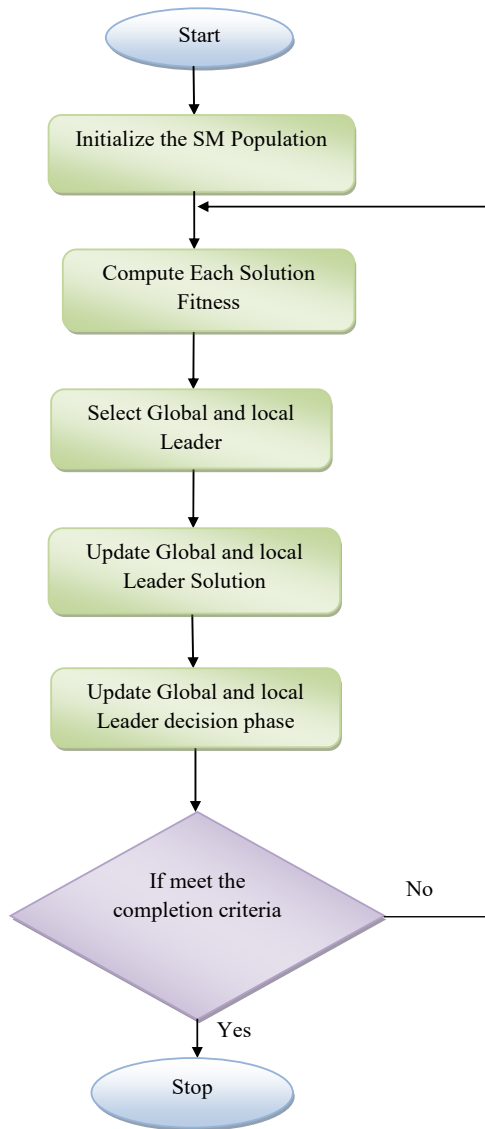 Start
Initialize the SM Population
Compute Each Solution
Fitness
Select Global and local
Leader
Update Global and local
Leader Solution
Update Global and local
Leader decision phase
If meet the
completion criteria
No
Yes
Stop